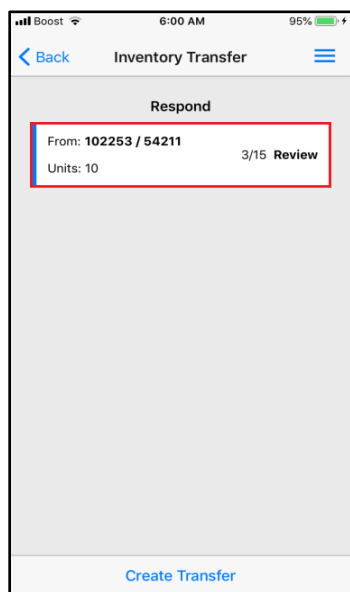 Boost 6:00 AM 95%
Back Inventory Transfer
Respond
From: 102253 / 54211
3/15 Review
Units: 10
Create Transfer